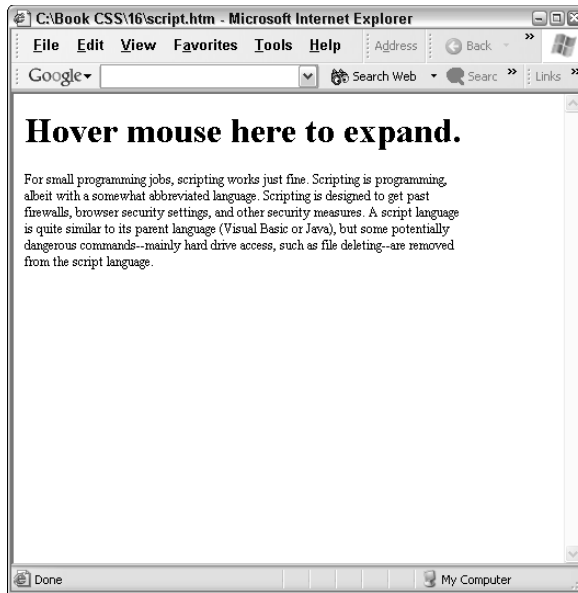 C:\Book CSS\16\script.htm - Microsoft Internet Explorer
File Edit View Favorites Tools Help Address Back »
Google Search Web Searc » Links »
Hover mouse here to expand.
For small programming jobs, scripting works just fine. Scripting is programming,
albeit with a somewhat abbreviated language. Scripting is designed to get past
firewalls, browser security settings, and other security measures. A script language
is quite similar to its parent language (Visual Basic or Java), but some potentially
dangerous commands--mainly hard drive access, such as file deleting--are removed
from the script language.
Done My Computer